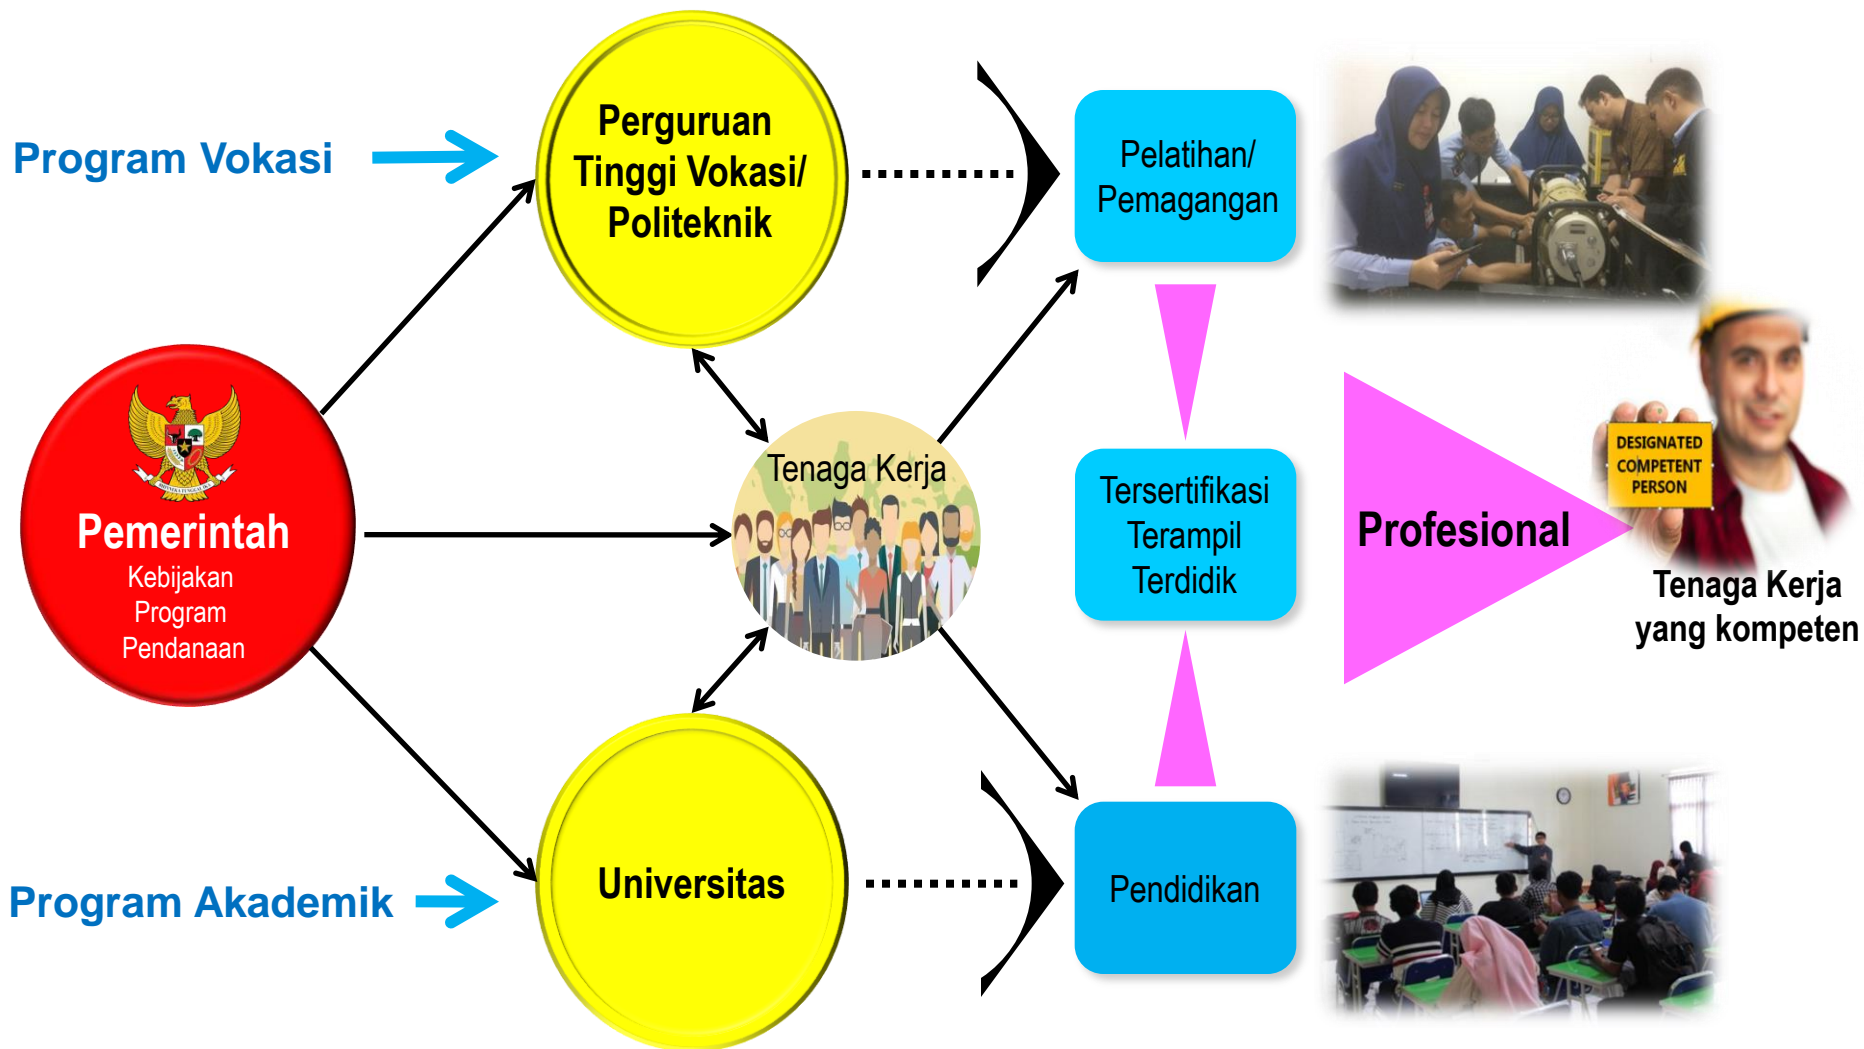 Program Vokasi
Perguruan
Tinggi Vokasi/
Politeknik
Pelatihan/
Pemagangan
Pemerintah
Kebijakan
Program
Pendanaan
Tenaga Kerja
Tersertifikasi
Terampil
Terdidik
Profesional
DESIGNATED
COMPETENT
PERSON
Tenaga Kerja
yang kompeten
Program Akademik
Universitas
Pendidikan